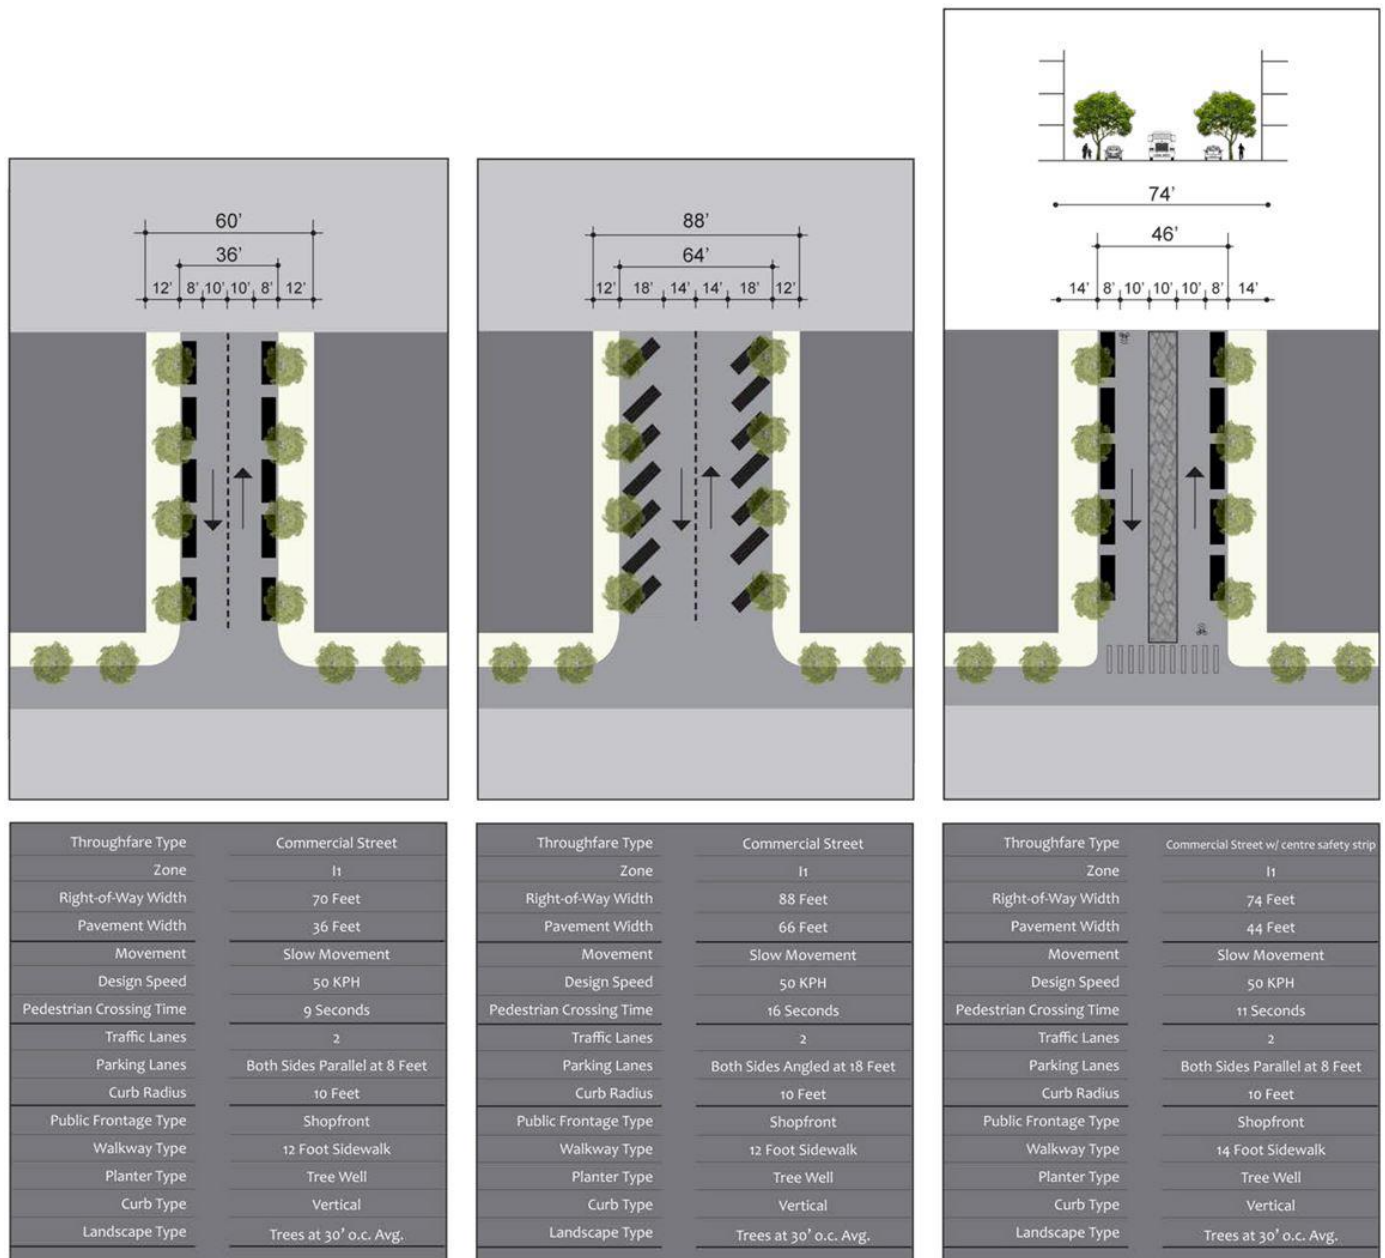 60’
36’
12’ 8’ 10’ 10’ 8’ 12’
88’
64’
12’ 18’ 14’ 14’ 18’ 12’
74’
46’
14’ 8’ 10’ 10’ 10’ 8’ 14’
Throughfare Type Commercial Street
Zone I1
Right-of-Way Width 70 Feet
Pavement Width 36 Feet
Movement Slow Movement
Design Speed 50 KPH
Pedestrian Crossing Time 9 Seconds
Traffic Lanes 2
Parking Lanes Both Sides Parallel at 8 Feet
Curb Radius 10 Feet
Public Frontage Type Shopfront
Walkway Type 12 Foot Sidewalk
Planter Type Tree Well
Curb Type Vertical
Landscape Type Trees at 30’ o.c. Avg.
Throughfare Type Commercial Street
Zone I1
Right-of-Way Width 88 Feet
Pavement Width 66 Feet
Movement Slow Movement
Design Speed 50 KPH
Pedestrian Crossing Time 16 Seconds
Traffic Lanes 2
Parking Lanes Both Sides Angled at 18 Feet
Curb Radius 10 Feet
Public Frontage Type Shopfront
Walkway Type 12 Foot Sidewalk
Planter Type Tree Well
Curb Type Vertical
Landscape Type Trees at 30’ o.c. Avg.
Throughfare Type Commercial Street w/ centre safety strip
Zone I1
Right-of-Way Width 74 Feet
Pavement Width 44 Feet
Movement Slow Movement
Design Speed 50 KPH
Pedestrian Crossing Time 11 Seconds
Traffic Lanes 2
Parking Lanes Both Sides Parallel at 8 Feet
Curb Radius 10 Feet
Public Frontage Type Shopfront
Walkway Type 14 Foot Sidewalk
Planter Type Tree Well
Curb Type Vertical
Landscape Type Trees at 30’ o.c. Avg.